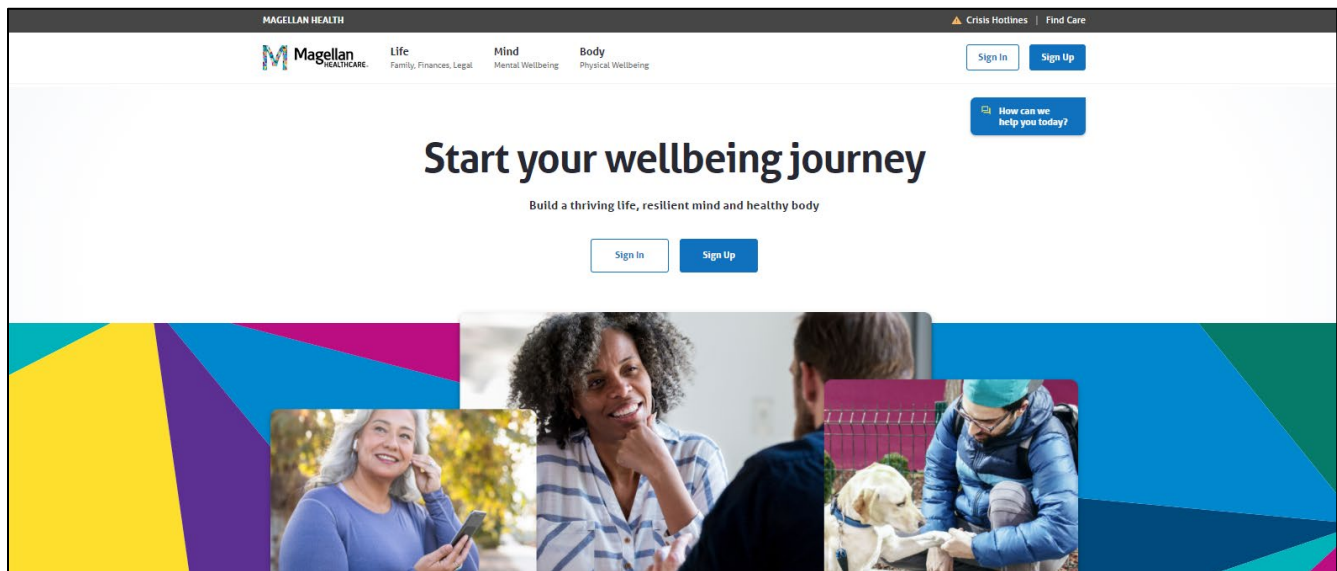 MAGELLAN HEALTH
Crisis Hotlines | Find Care
Magellan
HEALTHCARE.
Life
Family, Finances, Legal
Mind
Mental Wellbeing
Body
Physical Wellbeing
Sign In
Sign Up
How can we
help you today?
Start your wellbeing journey
Build a thriving life, resilient mind and healthy body
Sign In
Sign Up